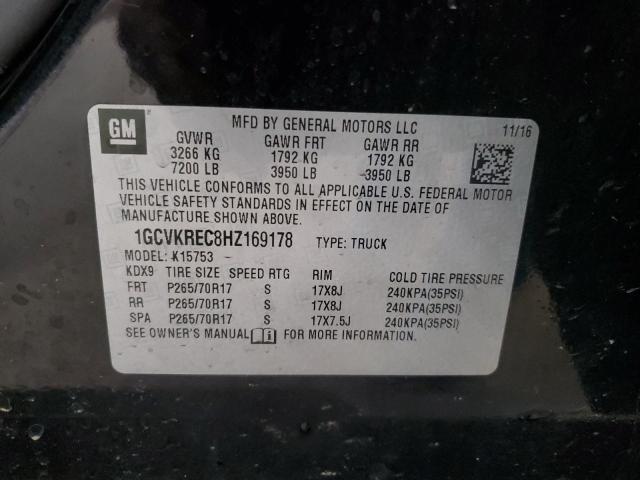 GM
MFD BY GENERAL MOTORS LLC 11/16
GVWR GAWR FRT GAWR RR
3266 KG 1792 KG 1792 KG
7200 LB 3950 LB 3950 LB
THIS VEHICLE CONFORMS TO ALL APPLICABLE U.S. FEDERAL MOTOR
VEHICLE SAFETY STANDARDS IN EFFECT ON THE DATE OF
MANUFACTURE SHOWN ABOVE.
1GCVKREC8HZ169178 TYPE: TRUCK
MODEL: K15753
KDX9 TIRE SIZE SPEED RTG RIM COLD TIRE PRESSURE
FRT P265/70R17 S 17X8J 240KPA(35PSI)
RR P265/70R17 S 17X8J 240KPA(35PSI)
SPA P265/70R17 S 17X7.5J 240KPA(35PSI)
SEE OWNER'S MANUAL FOR MORE INFORMATION.